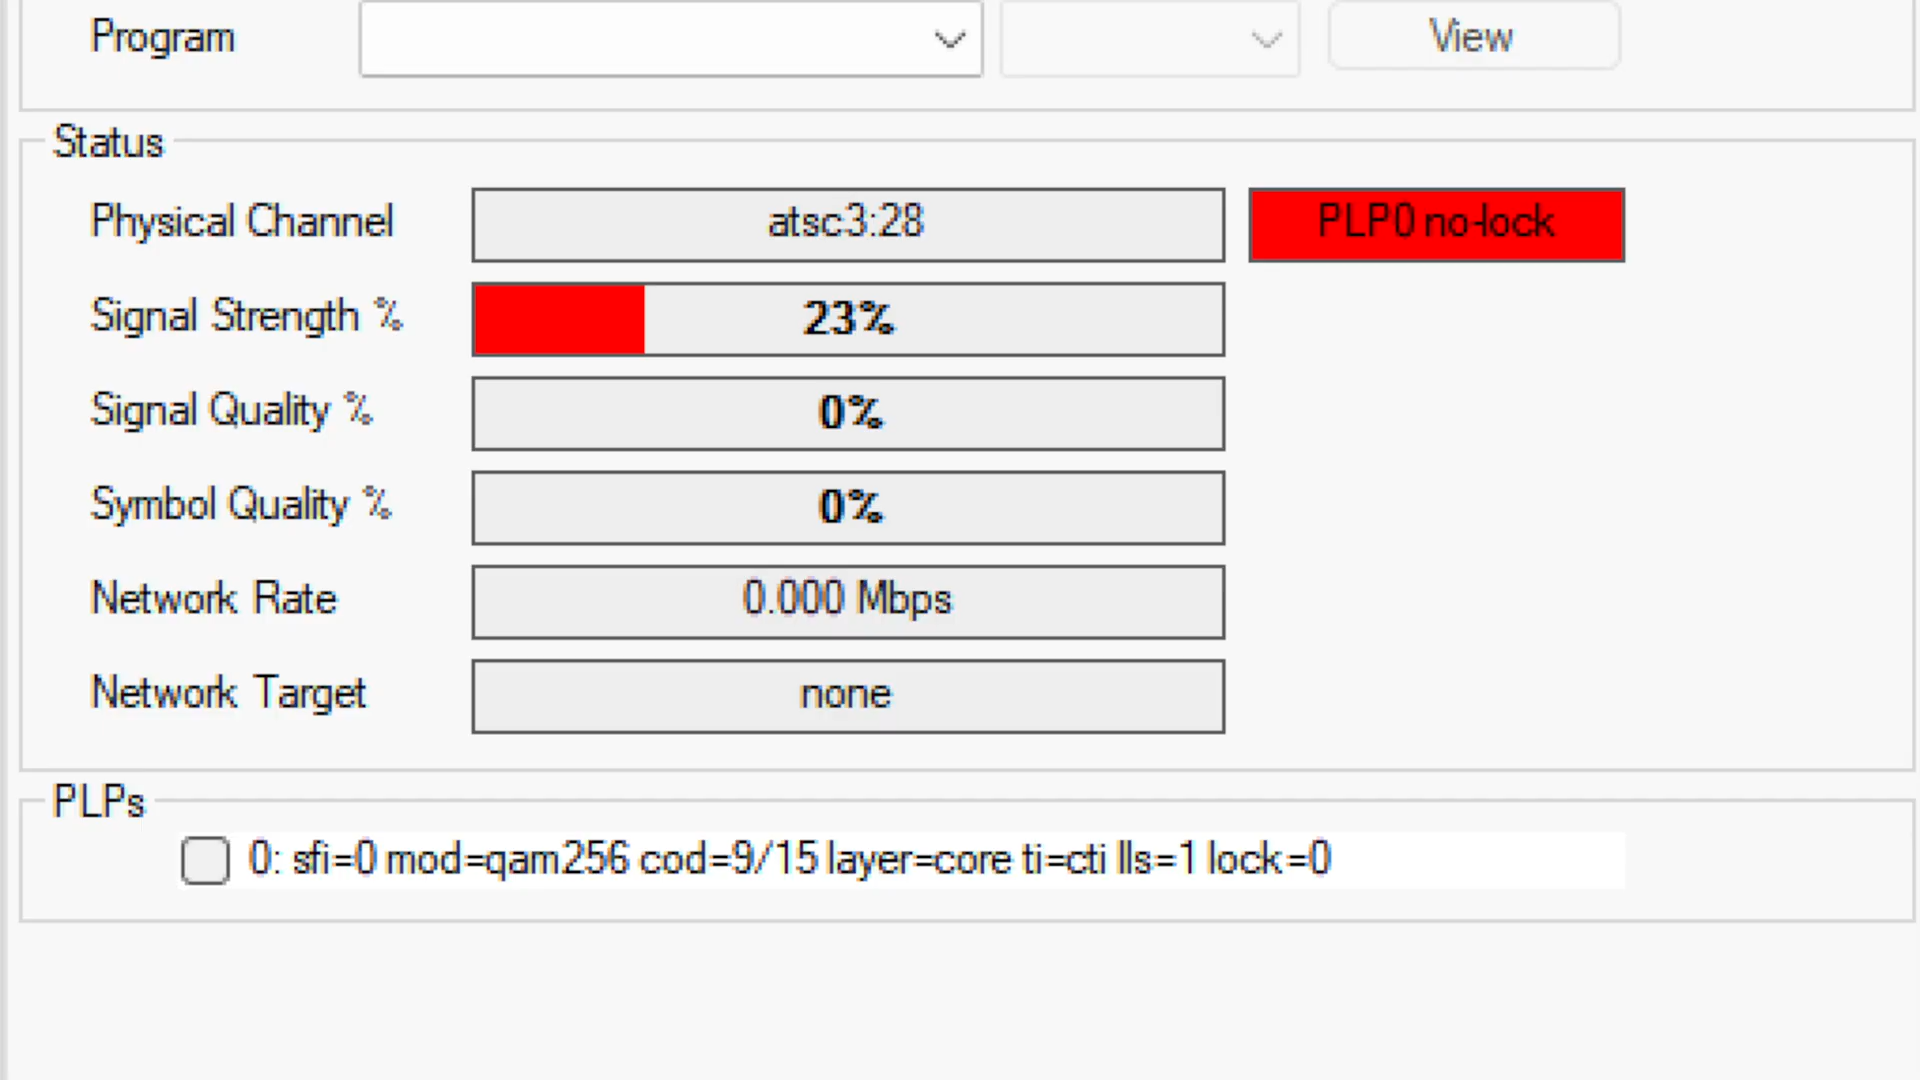 Program View
Status
Physical Channel atsc3:28 PLP0 no-lock
Signal Strength % 23%
Signal Quality % 0%
Symbol Quality % 0%
Network Rate 0.000 Mbps
Network Target none
PLPs
0: sfi=0 mod=qam256 cod=9/15 layer=core ti=cti lls=1 lock=0